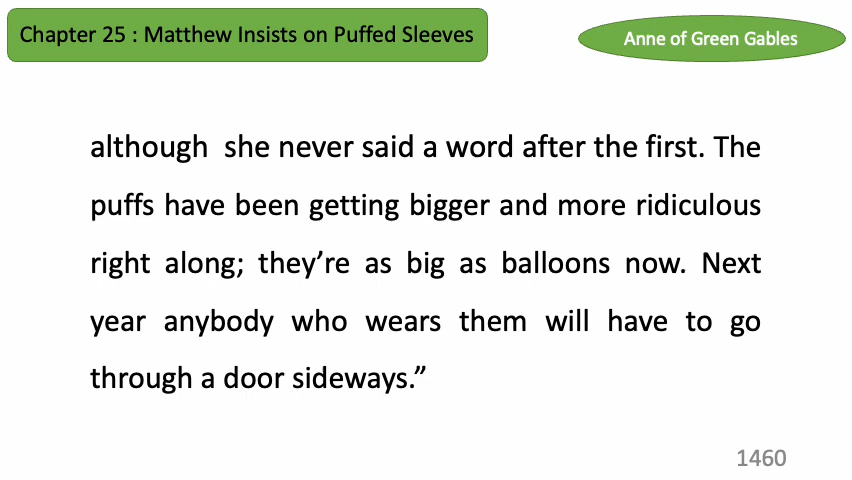 Chapter 25 : Matthew Insists on Puffed Sleeves
Anne of Green Gables
although  she never said a word after the first. The
puffs have been getting bigger and more ridiculous
right along; they’re as big as balloons now. Next
year anybody who wears them will have to go
through a door sideways.”
1460